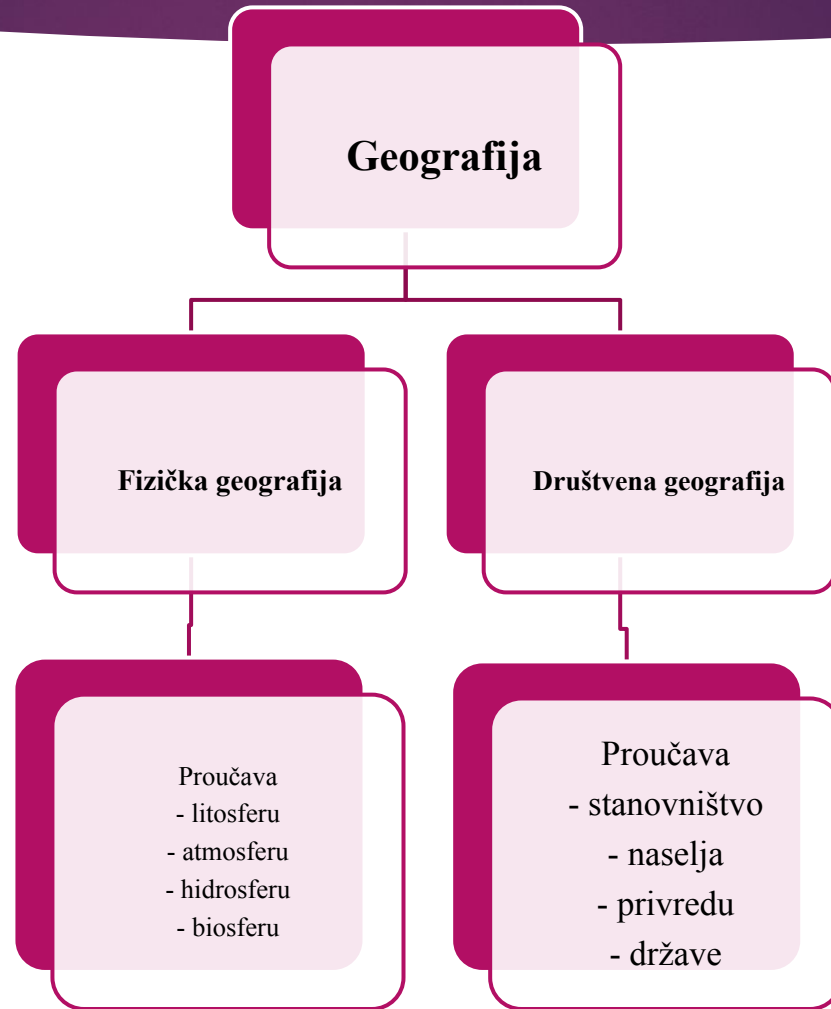 Geografija
Fizička geografija
Društvena geografija
Proučava
- litosferu
- atmosferu
- hidrosferu
- biosferu
Proučava
- stanovništvo
- naselja
- privredu
- države